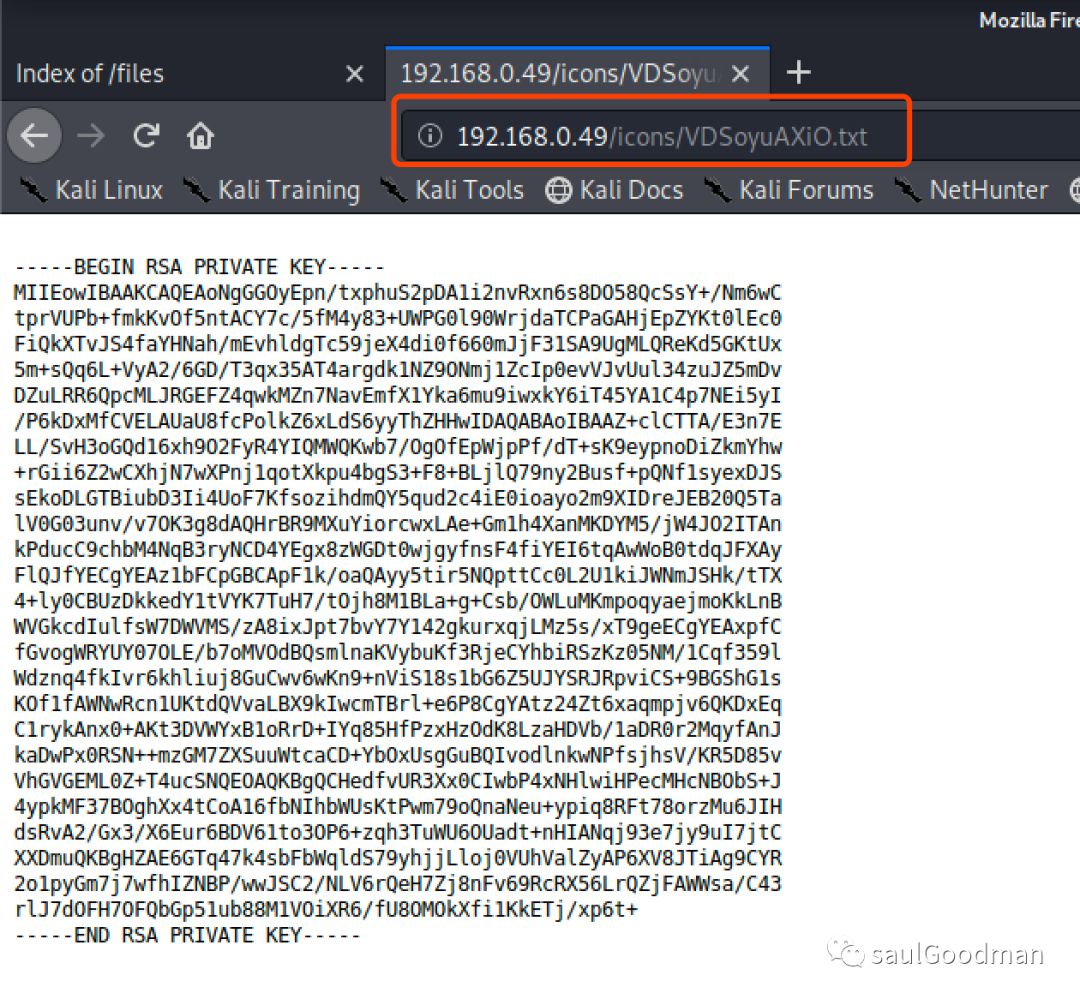 Mozilla Fire
Index of /files
192.168.0.49/icons/VDSoyu
192.168.0.49/icons/VDSoyuAXiO.txt
Kali Linux Kali Training Kali Tools Kali Docs Kali Forums NetHunter
-----BEGIN RSA PRIVATE KEY-----
MIIEowIBAAKCAQEAoNgGGOyEpn/txphuS2pDA1i2nvRxn6s8DO58QcSsY+/Nm6wC
tprVUPb+fmkKvOf5ntACY7c/5fM4y83+UWPG0l90WrjdaTCPaGAHjEpZYKt0lEc0
FiQkXTvJS4faYHNah/mEvhldgTc59jeX4di0f660mJjF31SA9UgMLQReKd5GKtUx
5m+sQq6L+VyA2/6GD/T3qx35AT4argdk1NZ9ONmj1ZcIp0evVJvUul34zuJZ5mDv
DZuLRR6QpcMLJRGEFZ4qwkMZn7NavEmfX1Yka6mu9iwxkY6iT45YA1C4p7NEi5yI
/P6kDxMfCVELAUaU8fcPolkZ6xLdS6yyThZHHwIDAQABAoIBAAZ+clCTTA/E3n7E
LL/SvH3oGQd16xh9O2FyR4YIQMWQKwb7/OgOfEpWjpPf/dT+sK9eypnoDiZkmYhw
+rGii6Z2wCXhjN7wXPnj1qotXkpu4bgS3+F8+BLjlQ79ny2Busf+pQNf1syexDJS
sEkoDLGTBiubD3Ii4UoF7KfsozihdmQY5qud2c4iE0ioayo2m9XIDreJEB20Q5Ta
lV0G03unv/v7OK3g8dAQHrBR9MXuYiorcwxLAe+Gm1h4XanMKDYM5/jW4JO2ITAn
kPducC9chbM4NqB3ryNCD4YEgx8zWGDt0wjgyfnsF4fiYEI6tqAwWoB0tdqJFXAy
FlQJfYECgYEAz1bFCpGBCApF1k/oaQAyy5tir5NQpttCc0L2U1kiJWNmJSHk/tTX
4+ly0CBUzDkkedY1tVYK7TuH7/tOjh8M1BLa+g+Csb/OWLuMKmpoqyaejmoKkLnB
WVGkcdIulfsW7DWVMS/zA8ixJpt7bvY7Y142gkurxqjLMz5s/xT9geECgYEAxpfC
fGvogWRYUY07OLE/b7oMVOdBQsmlnaKVybuKf3RjeCYhbiRSzKz05NM/1Cqf359l
Wdznq4fkIvr6khliuj8GuCwv6wKn9+nViS18s1bG6Z5UJYSRJRpviCS+9BGShG1s
KOf1fAWNwRcn1UKtdQVvaLBX9kIwcmTBrl+e6P8CgYAtz24Zt6xaqmpjv6QKDxEq
C1rykAnx0+AKt3DVWYxB1oRrD+IYq85HfPzxHzOdK8LzaHDVb/1aDR0r2MqyfAnJ
kaDwPx0RSN++mzGM7ZXSuuWtcaCD+YbOxUsgGuBQIvodlnkwNPfsjhsV/KR5D85v
VhGVGEML0Z+T4ucSNQEOAQKBgQCHedfvUR3Xx0CIwbP4xNHlwiHPecMHcNBObS+J
4ypkMF37BOghXx4tCoA16fbNIhbWUsKtPwm79oQnaNeu+ypiq8RFt78orzMu6JIH
dsRvA2/Gx3/X6Eur6BDV61to3OP6+zqh3TuWU6OUadt+nHIANqj93e7jy9uI7jtC
XXDmuQKBgHZAE6GTq47k4sbFbWqldS79yhjjLloj0VUhValZyAP6XV8JTiAg9CYR
2o1pyGm7j7wfhIZNBP/wwJSC2/NLV6rQeH7Zj8nFv69RcRX56LrQZjFAWWsa/C43
rlJ7dOFH7OFQbGp51ub88M1VOiXR6/fU8OMOkXfi1KkETj/xp6t+
-----END RSA PRIVATE KEY-----
saulGoodman